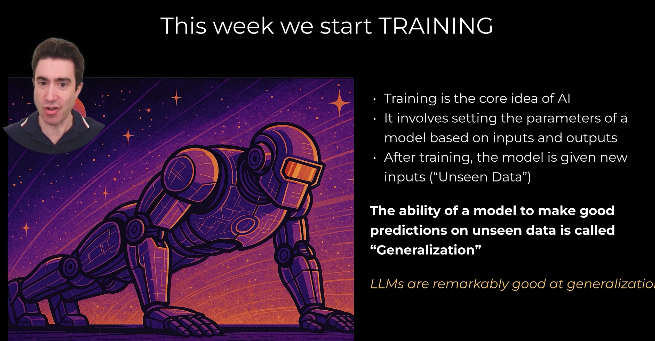 This week we start TRAINING
• Training is the core idea of AI
• It involves setting the parameters of a
model based on inputs and outputs
• After training, the model is given new
inputs (“Unseen Data”)
The ability of a model to make good
predictions on unseen data is called
“Generalization”
LLMs are remarkably good at generalization